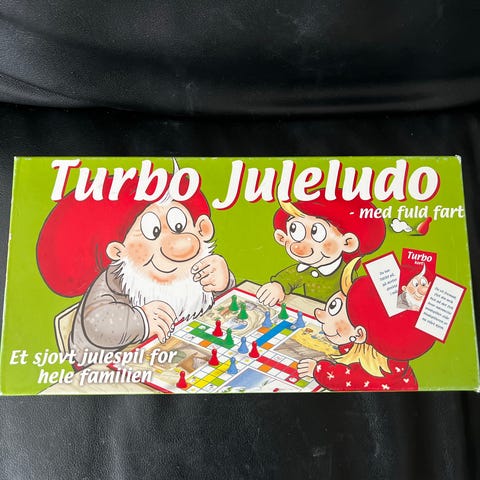 Turbo Juleludo
- med fuld fart
Turbo
Et sjovt julespil for
hele familien